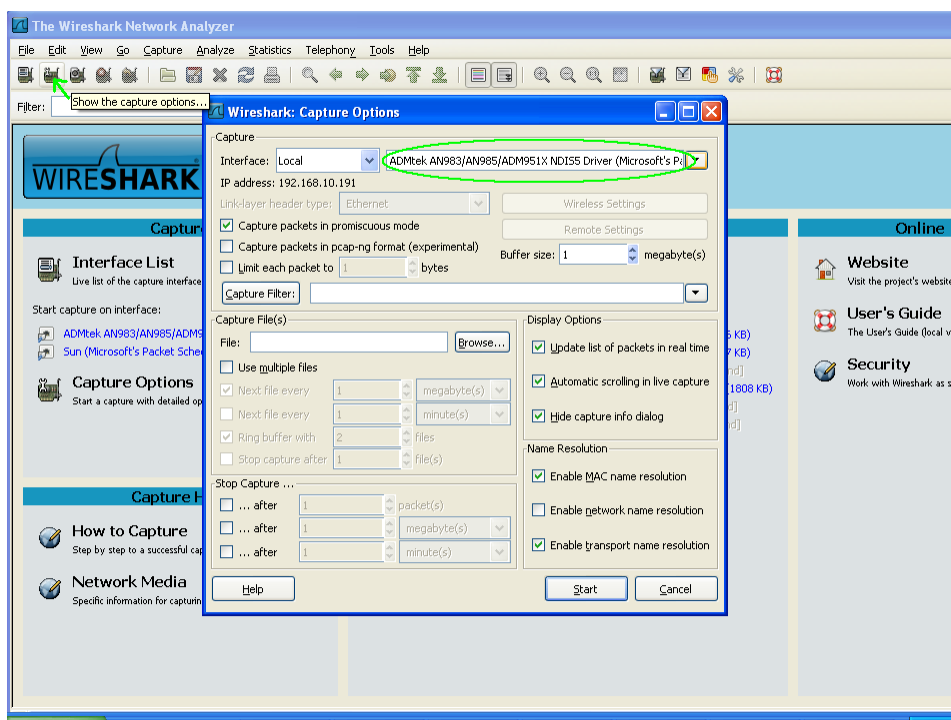 The Wireshark Network Analyzer
File Edit View Go Capture Analyze Statistics Telephony Tools Help
Filter:
Show the capture options...
Wireshark: Capture Options
Capture
Interface: Local ADMtek AN983/AN985/ADM951X NDIS5 Driver (Microsoft's Pa
IP address: 192.168.10.191
Link-layer header type: Ethernet Wireless Settings
Capture packets in promiscuous mode Remote Settings
Capture packets in pcap-ng format (experimental)
Buffer size: 1 megabyte(s)
Limit each packet to 1 bytes
Capture Filter:
Capture File(s)
File: Browse...
Use multiple files
Next file every 1 megabyte(s)
Next file every 1 minute(s)
Ring buffer with 2 files
Stop capture after 1 file(s)
Stop Capture ...
... after 1 packet(s)
... after 1 megabyte(s)
... after 1 minute(s)
Display Options
Update list of packets in real time
Automatic scrolling in live capture
Hide capture info dialog
Name Resolution
Enable MAC name resolution
Enable network name resolution
Enable transport name resolution
Help Start Cancel
WIRESHARK
Captur
Interface List
Live list of the capture interface
Start capture on interface:
ADMtek AN983/AN985/ADM9
Sun (Microsoft's Packet Sche
Capture Options
Start a capture with detailed op
Capture H
How to Capture
Step by step to a successful cap
Network Media
Specific information for capturin
KB)
KB)
nd]
(1808 KB)
d]
nd]
Online
Website
Visit the project's website
User's Guide
The User's Guide (local v
Security
Work with Wireshark as s